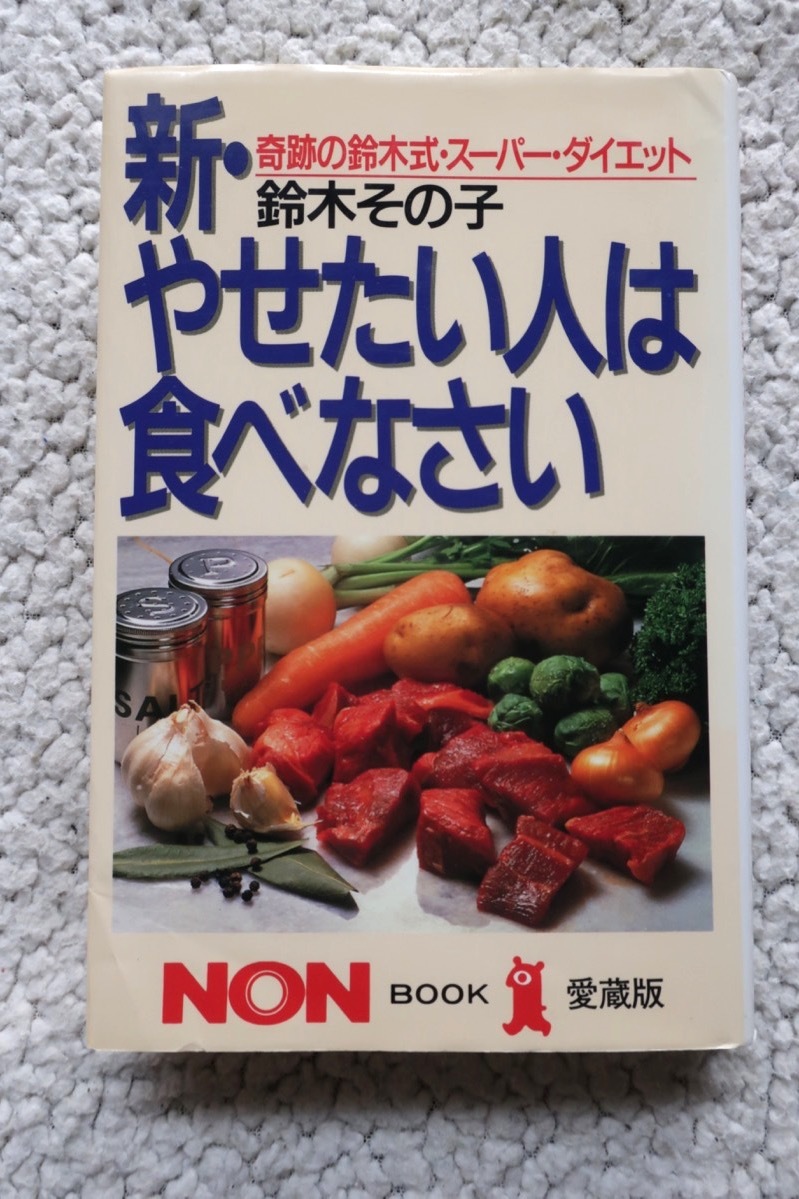 新・
奇跡の鈴木式・スーパー・ダイエット
鈴木その子
やせたい人は
食べなさい
P
S
SALT
NON BOOK 愛蔵版